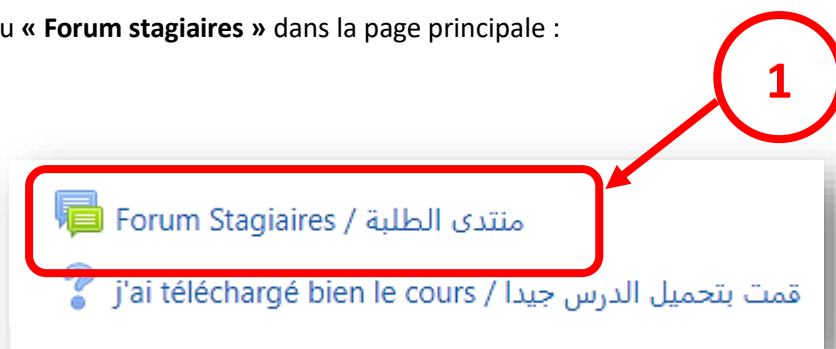 u « Forum stagiaires » dans la page principale :
1
Forum Stagiaires / منتدى الطلبة
j'ai téléchargé bien le cours / قمت بتحميل الدرس جيدا